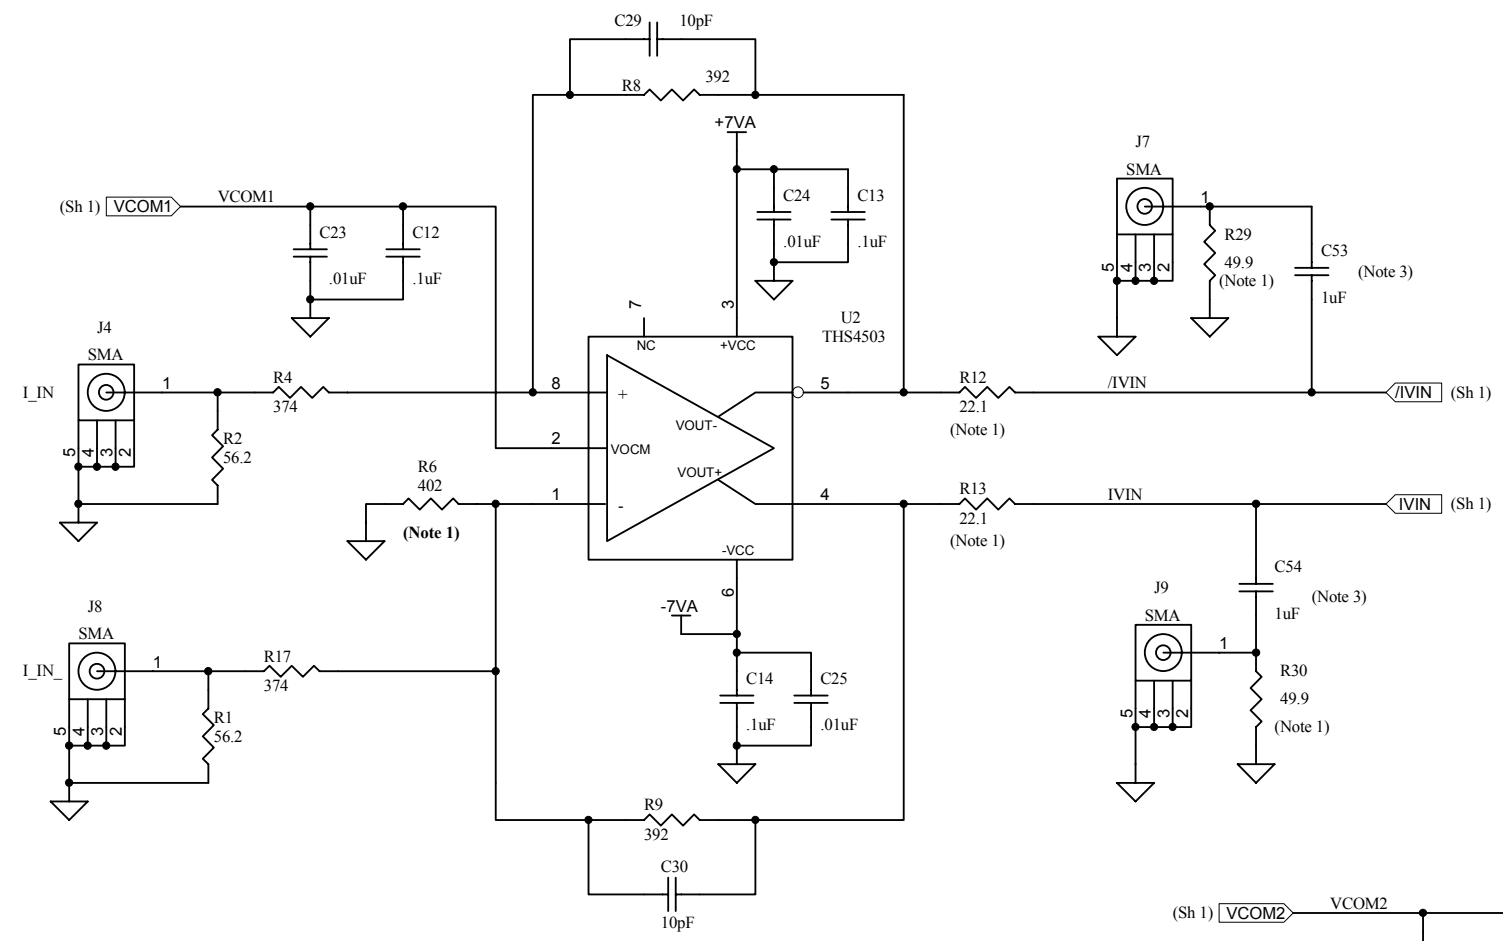 C29 10pF
R8 392
+7VA
J7
SMA
C24 C13
(Sh 1) VCOM1 VCOM1
1
C23 C12
R29
.01uF .1uF
49.9
C53
(Note 3)
.01uF .1uF
(Note 1)
5 4 3 2
1uF
7
3
U2
J4
THS4503
SMA
NC +VCC
I_IN
1
R4
374
8
+
5
R12
22.1
(Note 1)
/IVIN
/IVIN (Sh 1)
VOUT-
R2
56.2
5 4 3 2
2
VOCM
R6
402
(Note 1)
VOUT+
1
-
4
R13
22.1
(Note 1)
IVIN
IVIN (Sh 1)
-VCC
C54
(Note 3)
1uF
6
J9
SMA
-7VA
J8
SMA
I_IN_
1
R17
374
1
R30
49.9
(Note 1)
C14 C25
.1uF .01uF
5 4 3 2
R1
56.2
5 4 3 2
R9
392
C30
10pF
(Sh 1) VCOM2 VCOM2